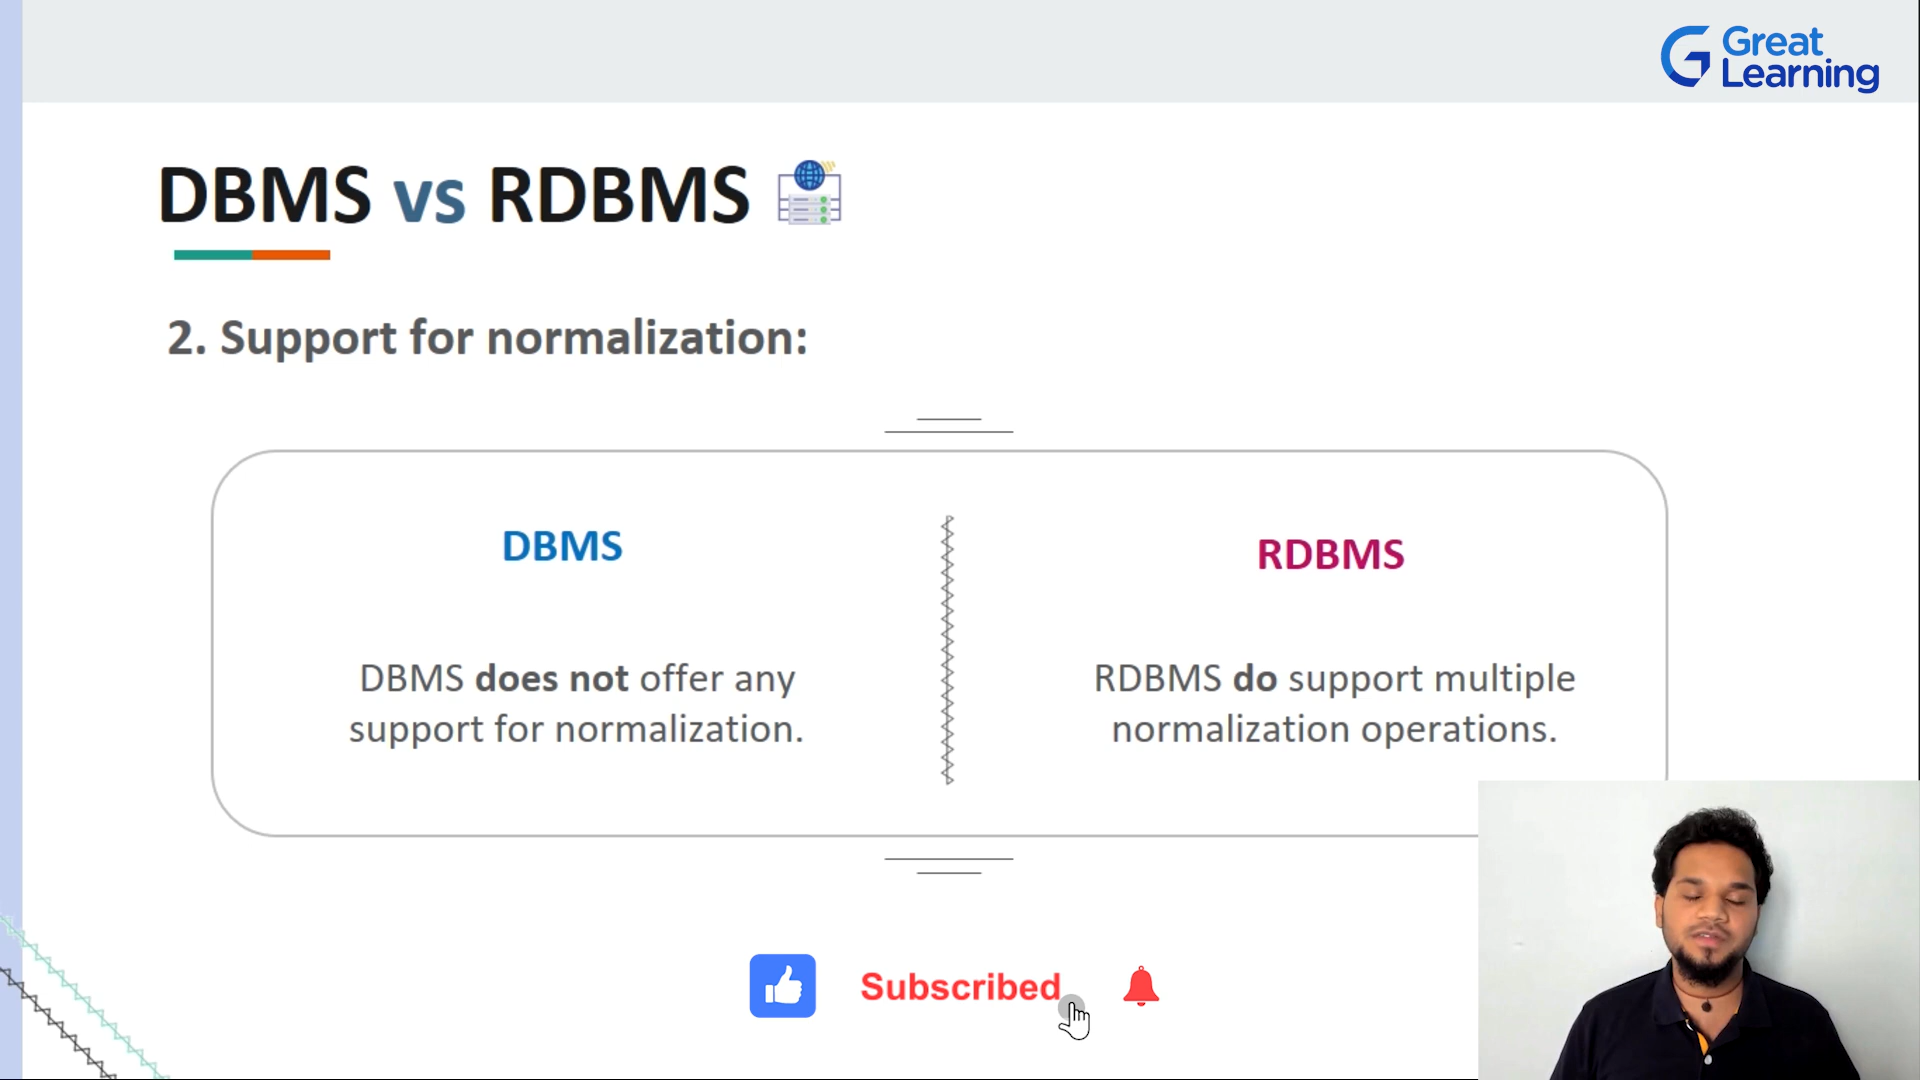 Great
Learning
DBMS vs RDBMS
2. Support for normalization:
DBMS
DBMS does not offer any
support for normalization.
RDBMS
RDBMS do support multiple
normalization operations.
Subscribed